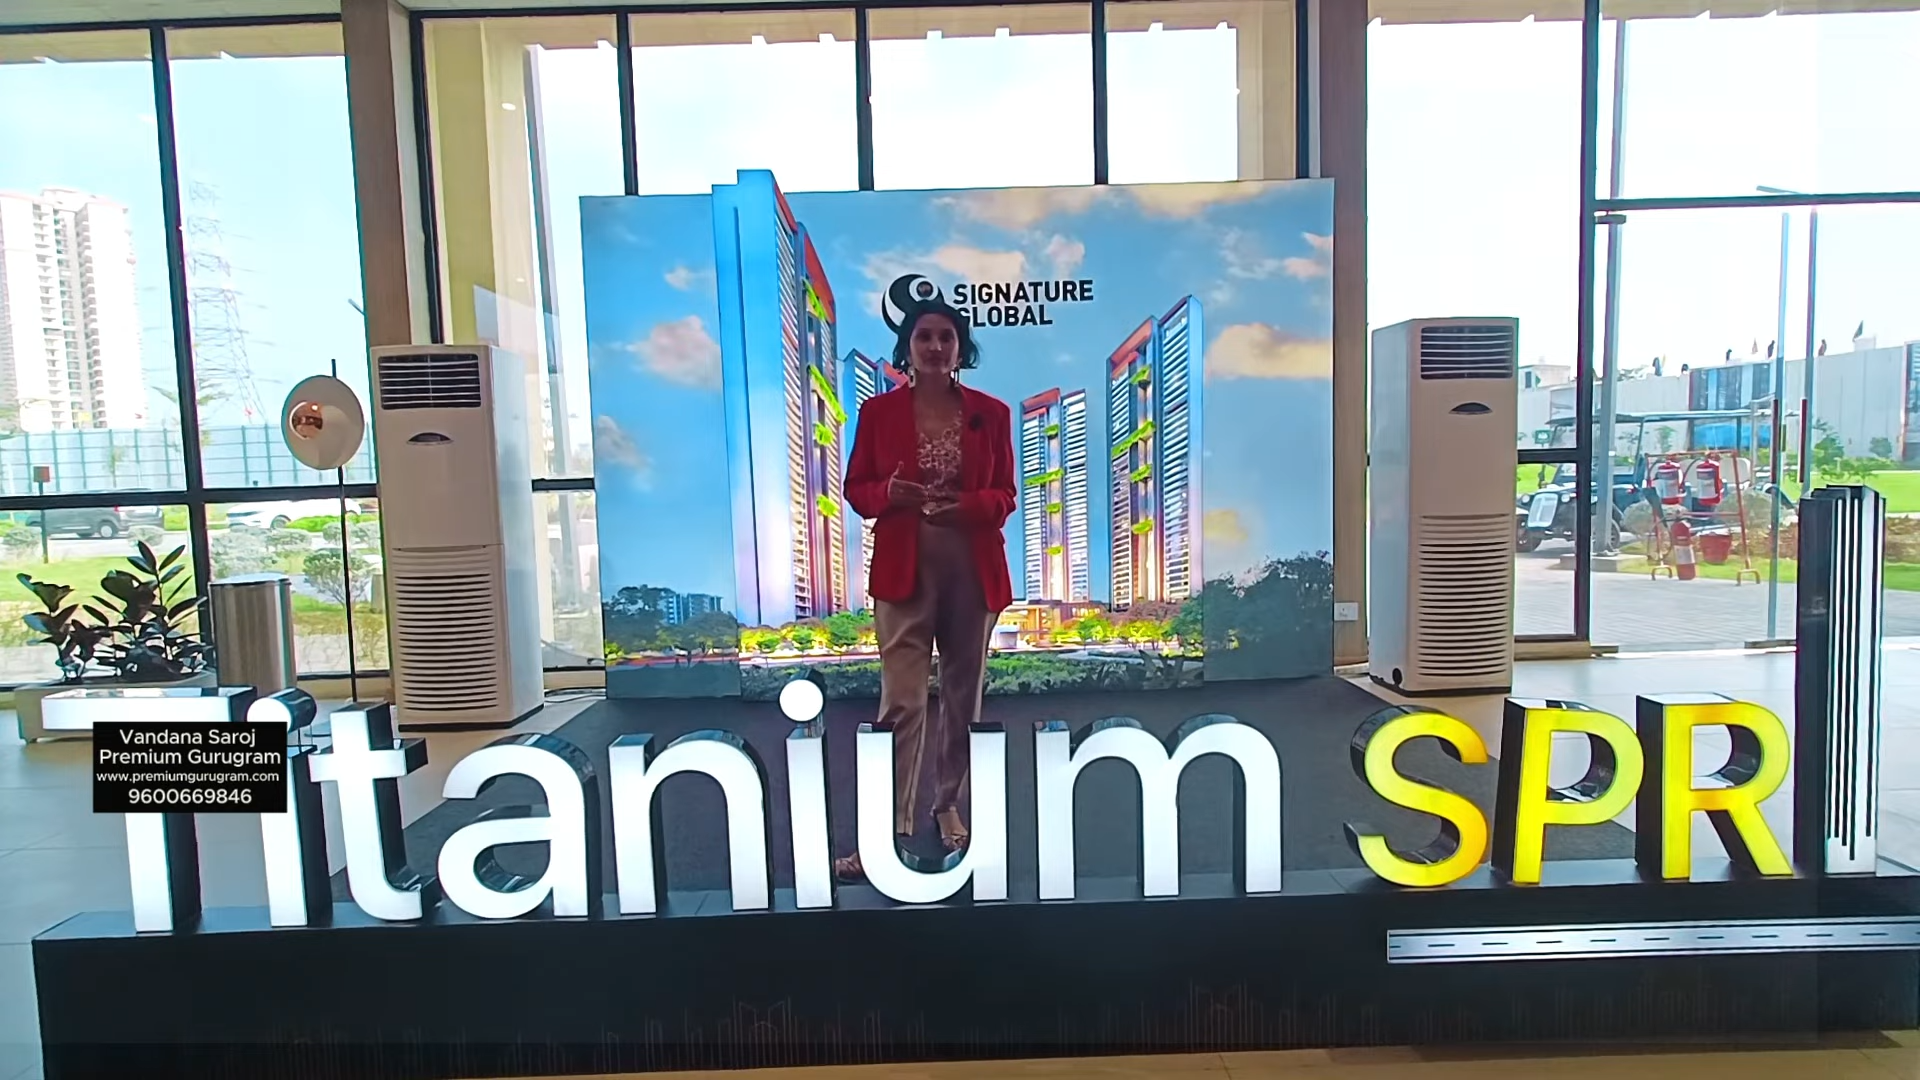 SIGNATURE
GLOBAL
Vandana Saroj
Premium Gurugram
www.premiumgurugram.com
9600669846
Titanium SPR